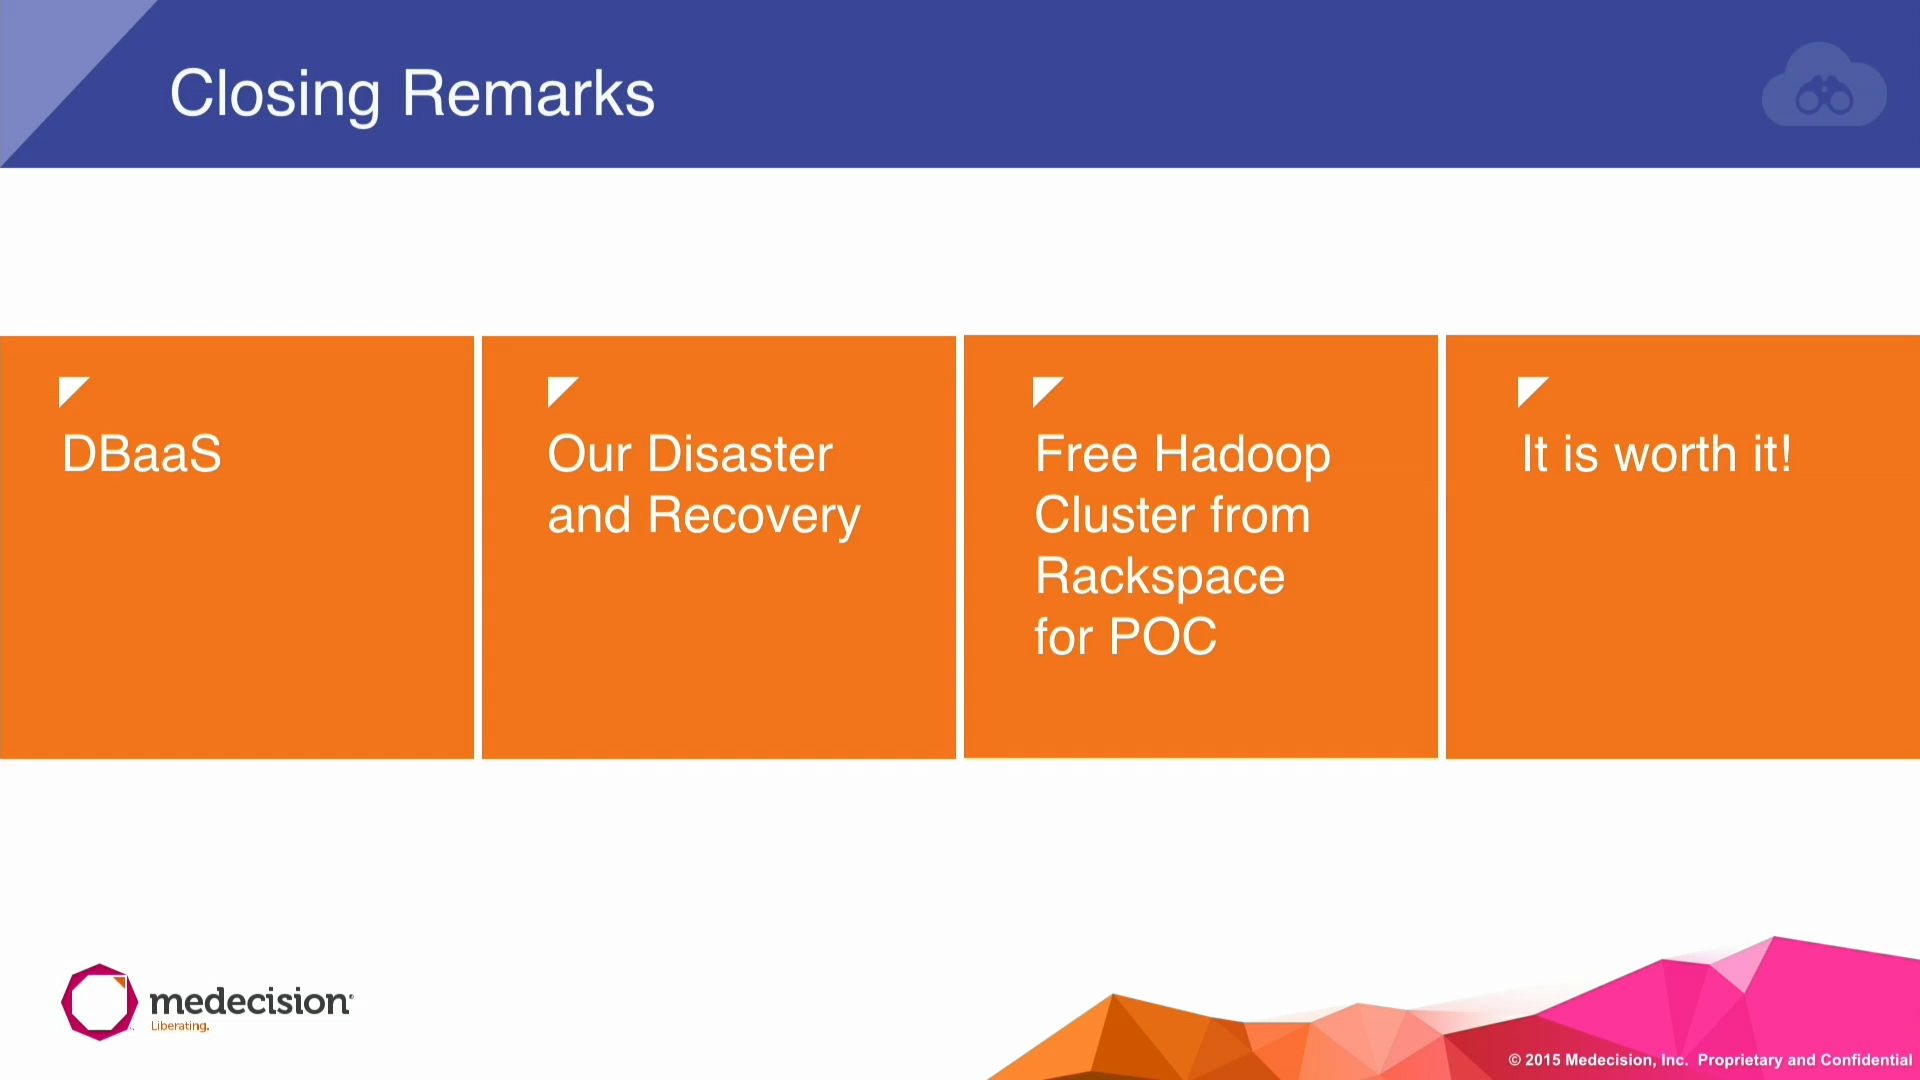 Closing Remarks
DBaaS
Our Disaster
and Recovery
Free Hadoop
Cluster from
Rackspace
for POC
It is worth it!
medecision®
Liberating.
© 2015 Medecision, Inc. Proprietary and Confidential